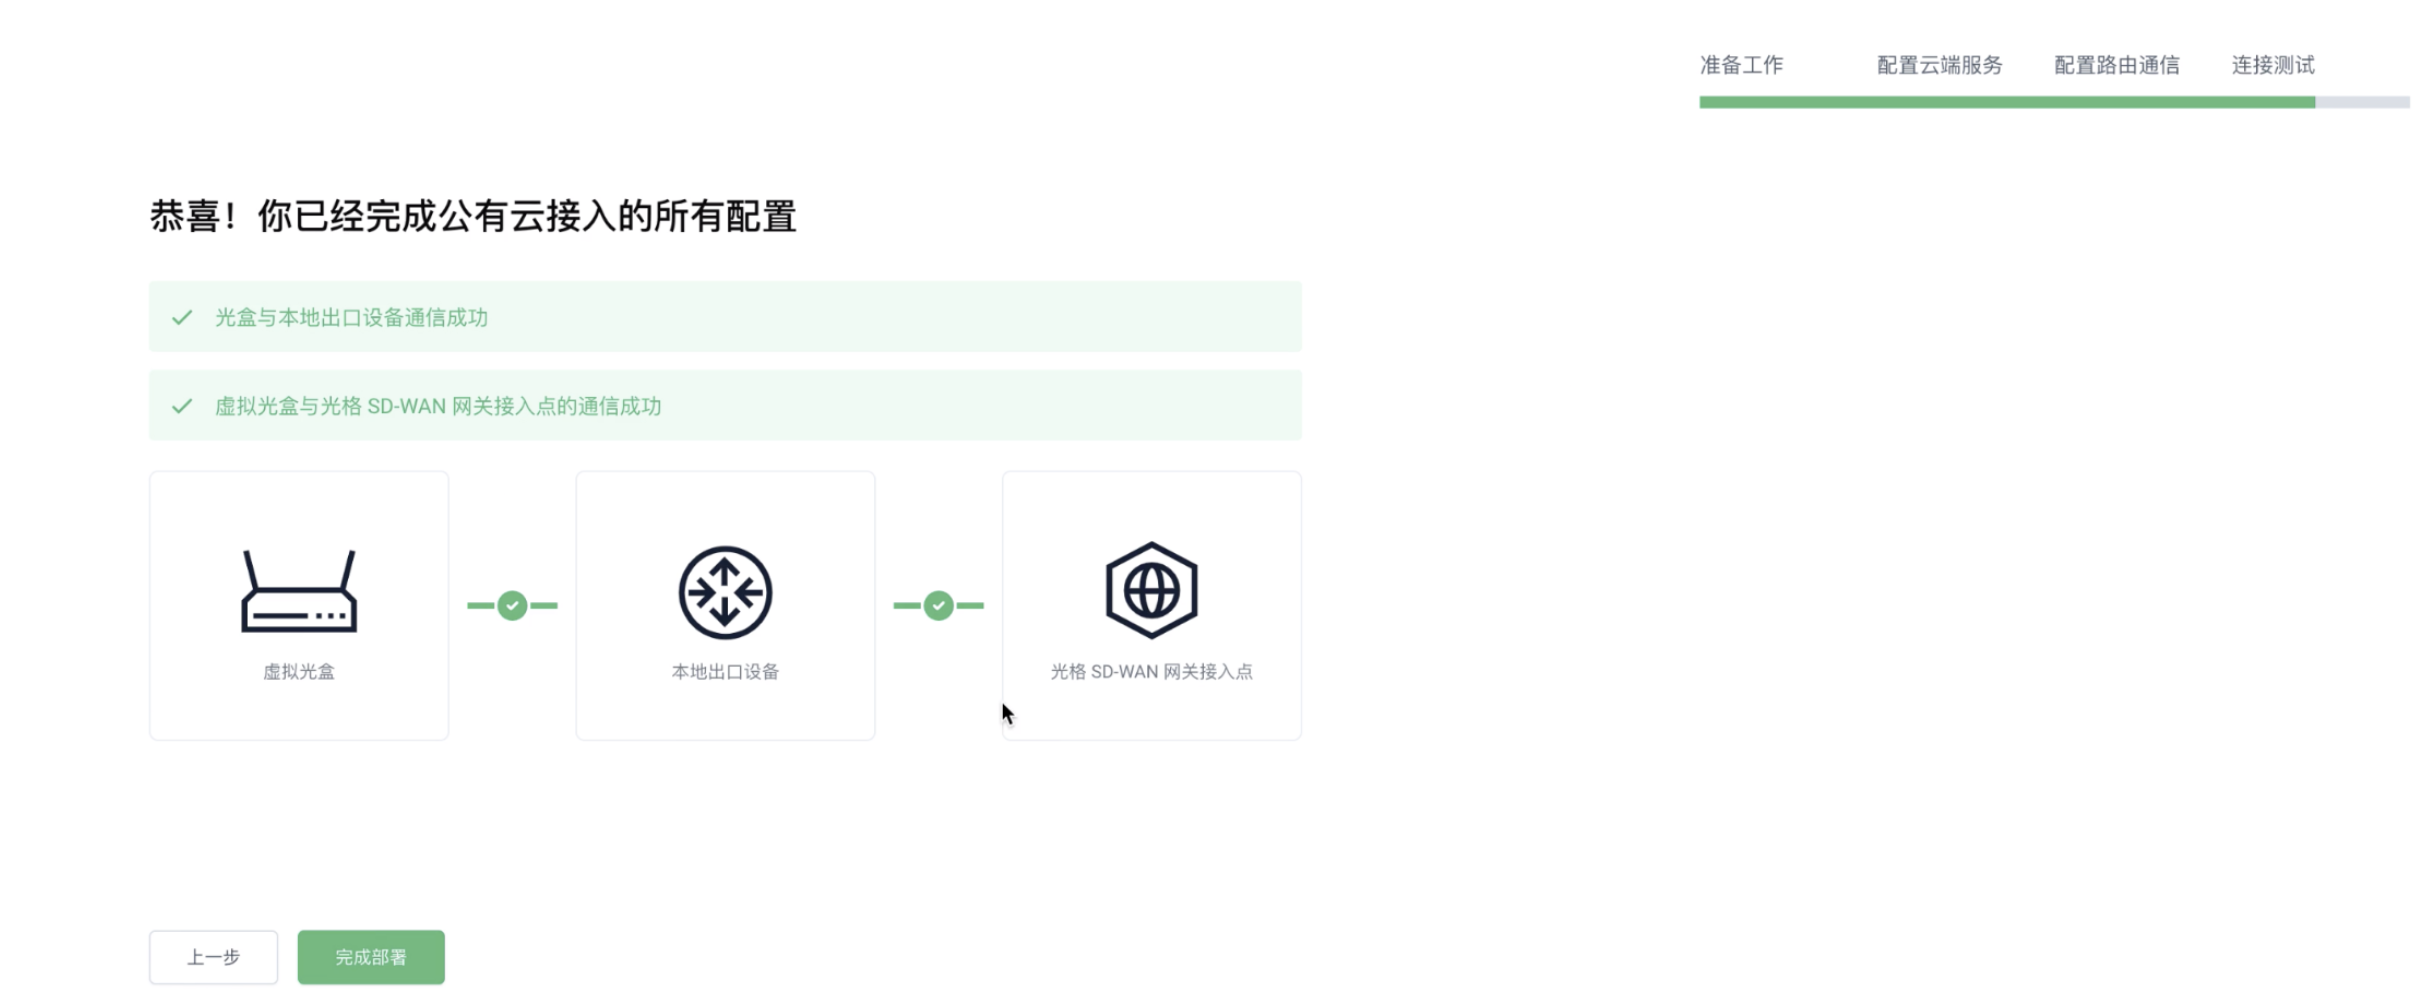 准备工作 配置云端服务 配置路由通信 连接测试
恭喜！你已经完成公有云接入的所有配置
光盒与本地出口设备通信成功
虚拟光盒与光格 SD-WAN 网关接入点的通信成功
虚拟光盒 本地出口设备 光格 SD-WAN 网关接入点
上一步 完成部署